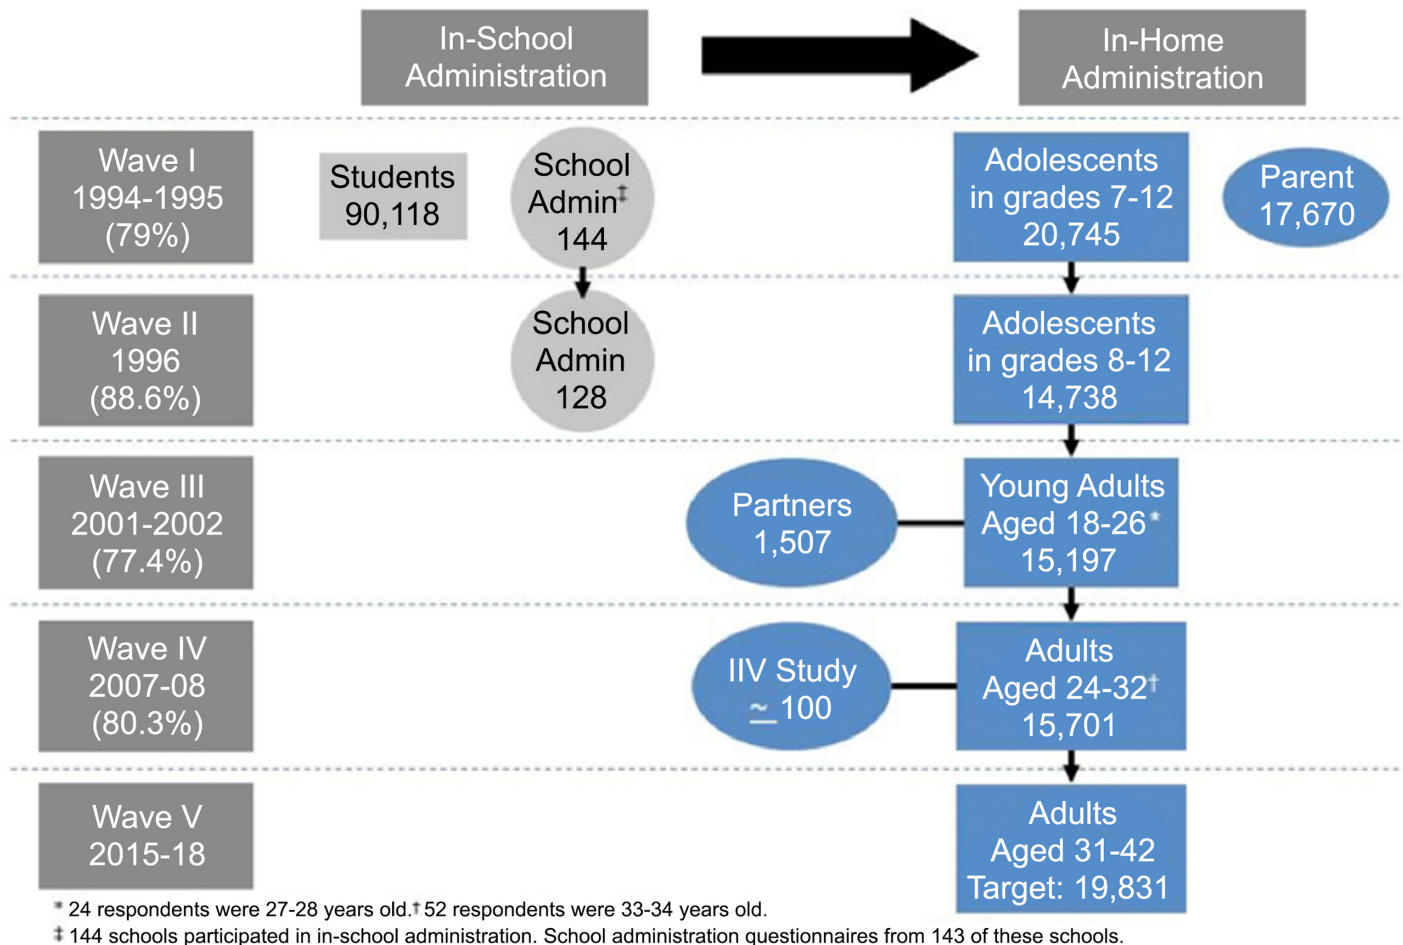 In-School
Administration
In-Home
Administration
Wave I
1994-1995
(79%)
Students
90,118
School
Admin‡
144
Adolescents
in grades 7-12
20,745
Parent
17,670
Wave II
1996
(88.6%)
School
Admin
128
Adolescents
in grades 8-12
14,738
Wave III
2001-2002
(77.4%)
Partners
1,507
Young Adults
Aged 18-26*
15,197
Wave IV
2007-08
(80.3%)
IIV Study
~ 100
Adults
Aged 24-32†
15,701
Wave V
2015-18
Adults
Aged 31-42
Target: 19,831
* 24 respondents were 27-28 years old.† 52 respondents were 33-34 years old.
‡ 144 schools participated in in-school administration. School administration questionnaires from 143 of these schools.